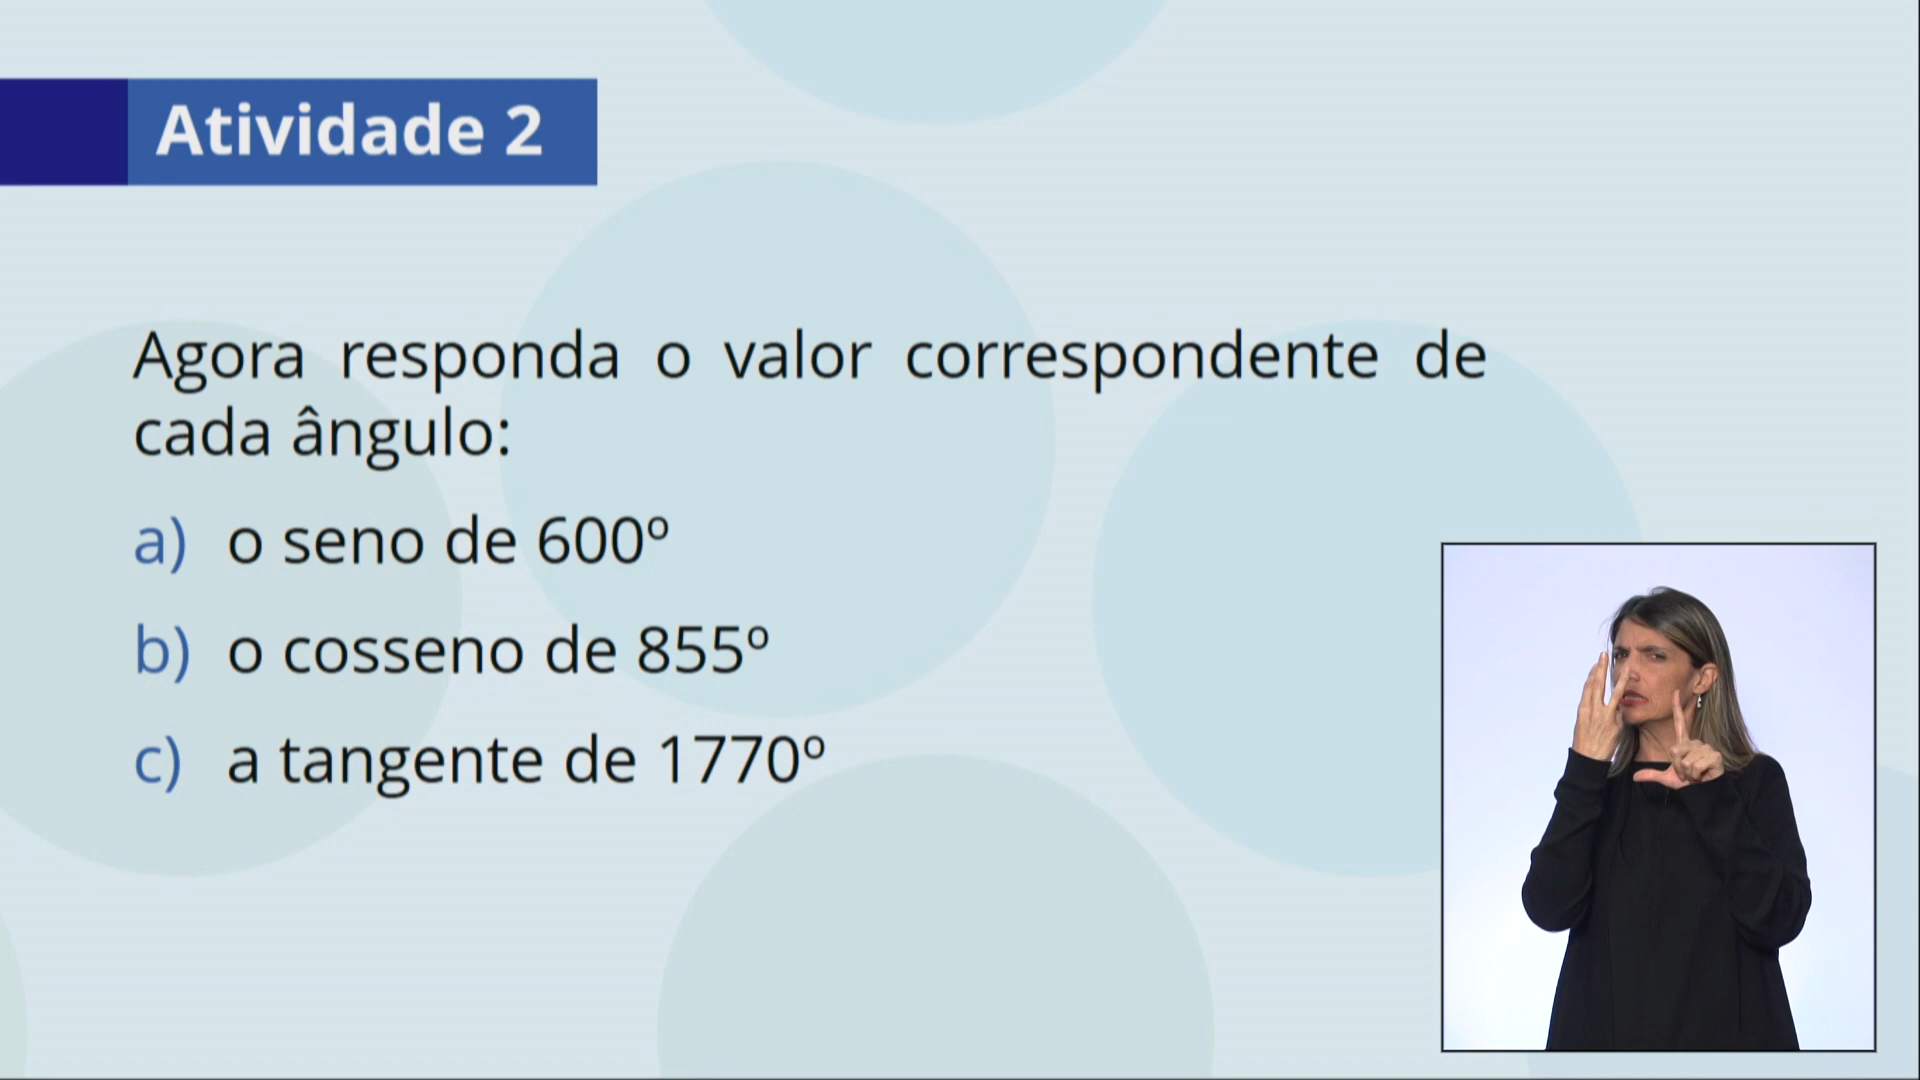 Atividade 2
Agora responda o valor correspondente de
cada ângulo:
a) o seno de 600º
b) o cosseno de 855º
c) a tangente de 1770º